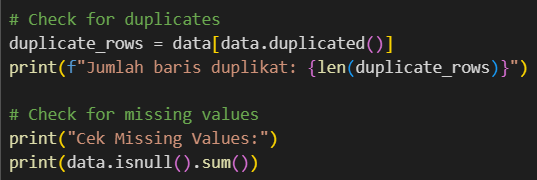 # Check for duplicates
duplicate_rows = data[data.duplicated()]
print(f"Jumlah baris duplikat: {len(duplicate_rows)}")
# Check for missing values
print("Cek Missing Values:")
print(data.isnull().sum())